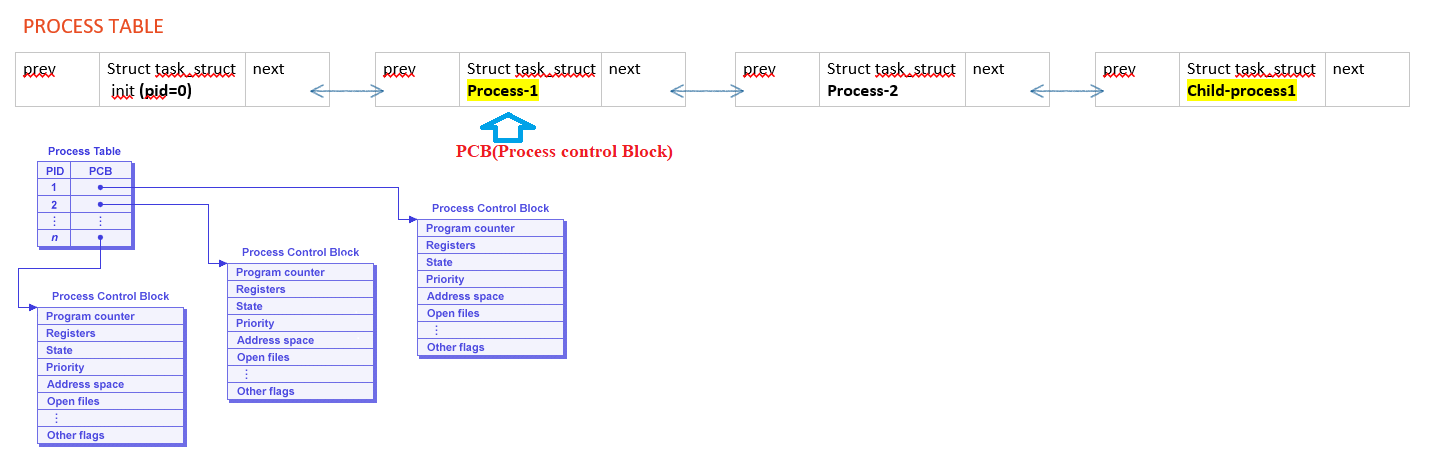 PROCESS TABLE
prev Struct task_struct next prev Struct task_struct next prev Struct task_struct next prev Struct task_struct next
init (pid=0) Process-1 Process-2 Child-process1
PCB(Process control Block)
Process Table
PID PCB
1
2
⋮ ⋮
n
Process Control Block
Program counter
Registers
State
Priority
Address space
Open files
⋮
Other flags
Process Control Block
Program counter
Registers
State
Priority
Address space
Open files
⋮
Other flags
Process Control Block
Program counter
Registers
State
Priority
Address space
Open files
⋮
Other flags